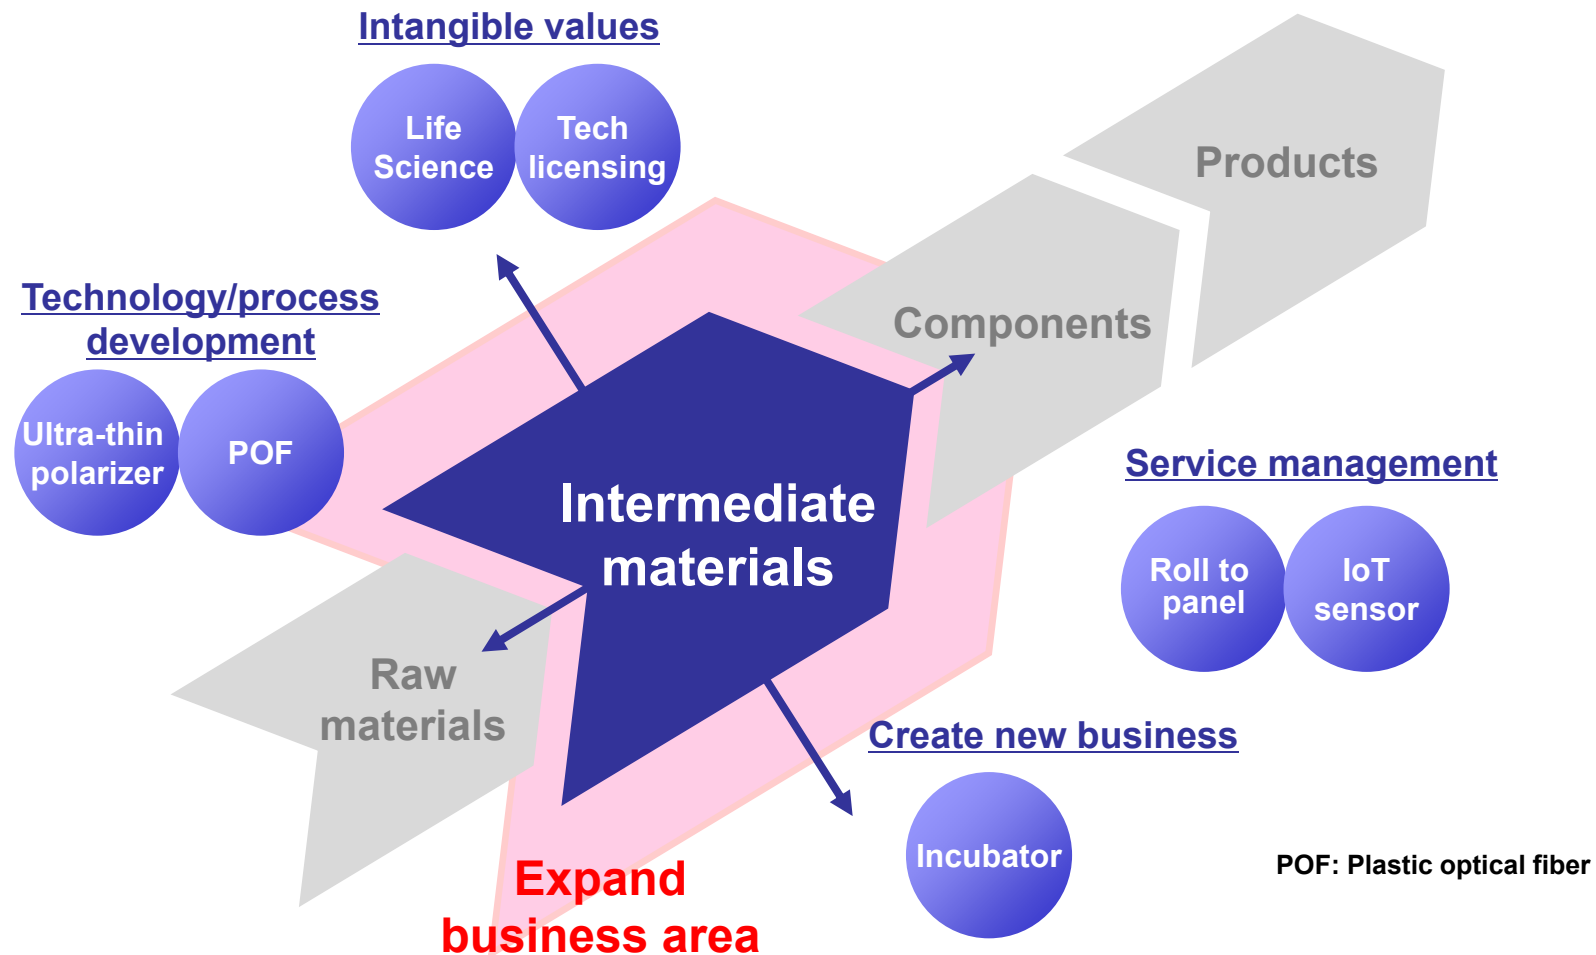 Intangible values
Life
Science
Tech
licensing
Products
Technology/process
development
Components
Ultra-thin
polarizer
POF
Service management
Intermediate
materials
Roll to
panel
IoT
sensor
Raw
materials
Create new business
Incubator
Expand
business area
POF: Plastic optical fiber